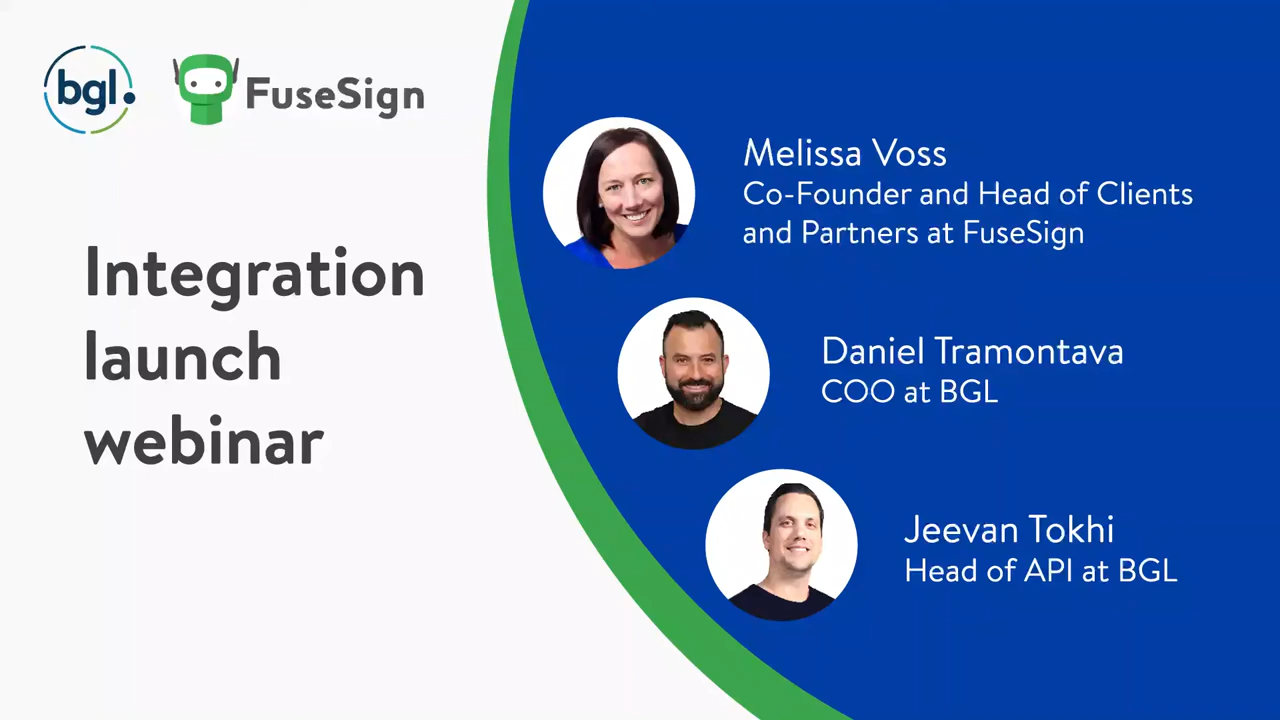 bgl.
FuseSign
Integration
launch
webinar
Melissa Voss
Co-Founder and Head of Clients
and Partners at FuseSign
Daniel Tramontava
COO at BGL
Jeevan Tokhi
Head of API at BGL